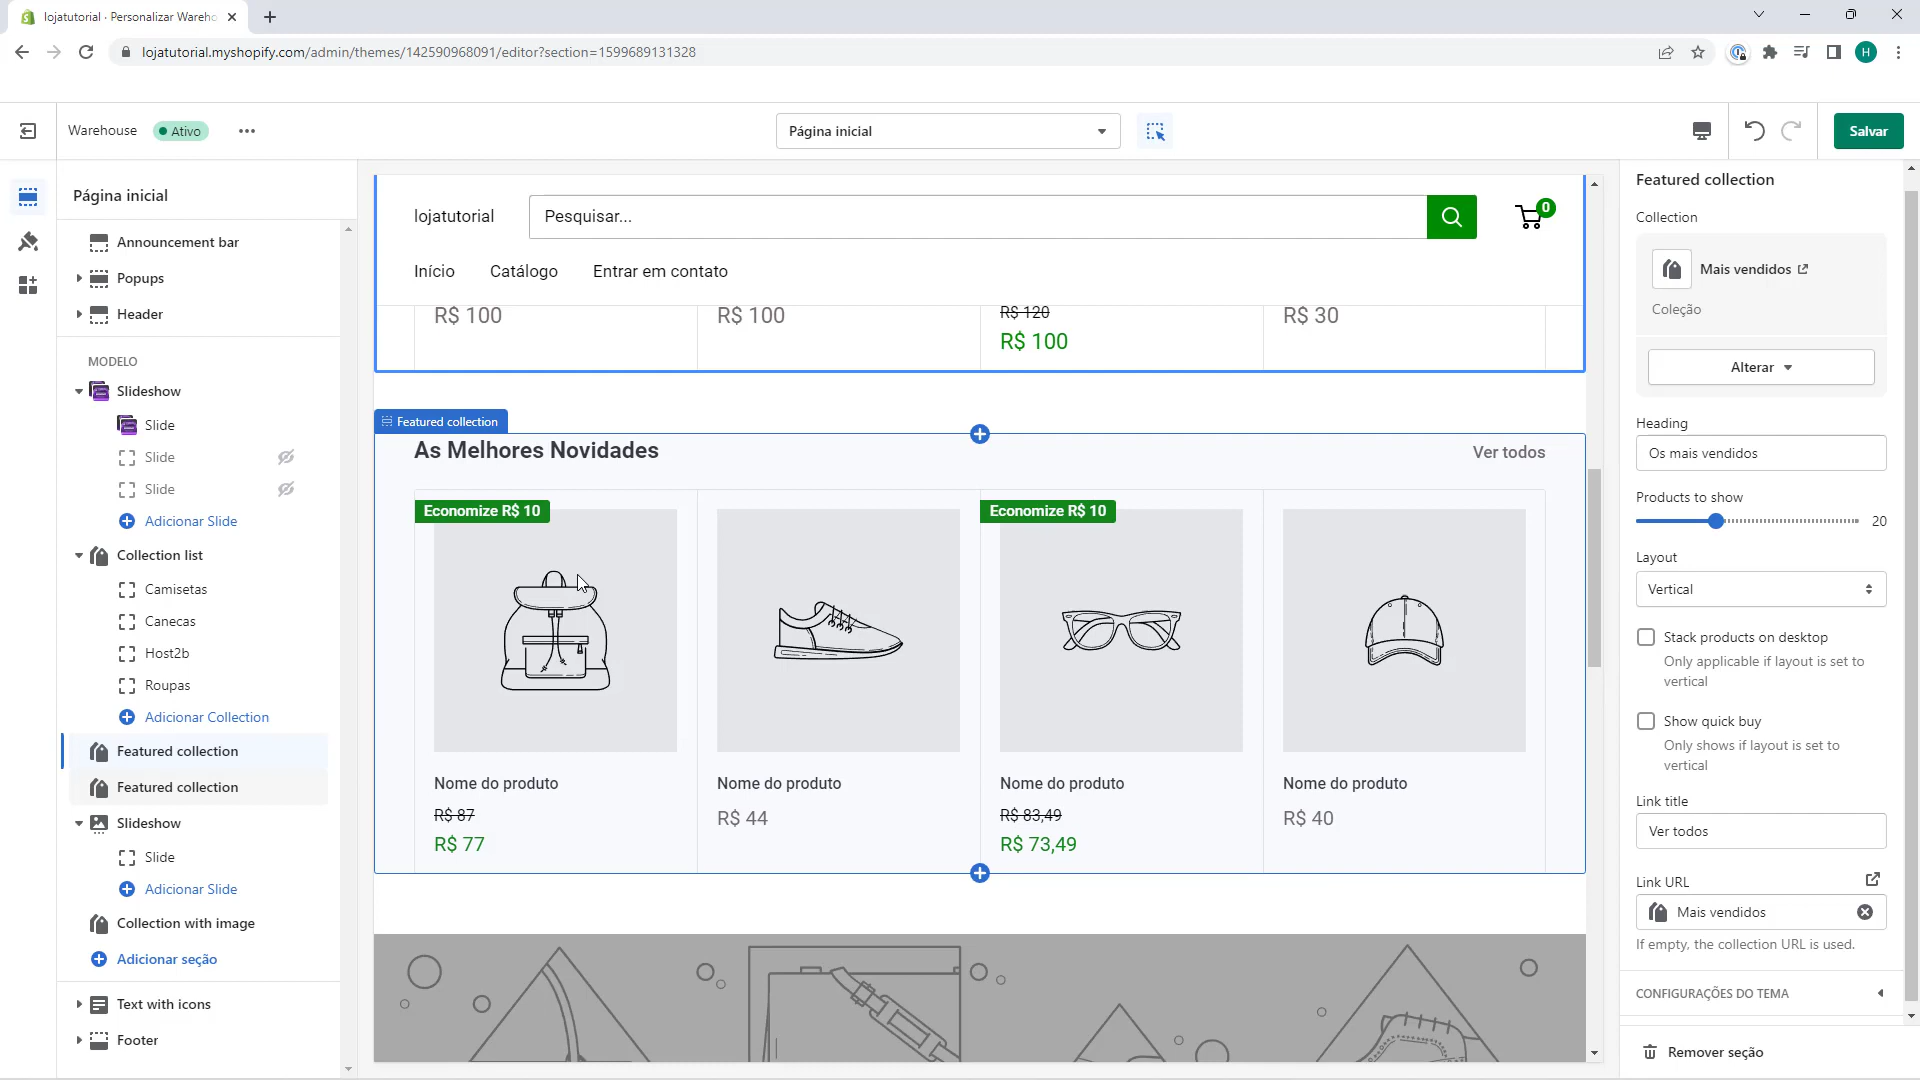 lojatutorial · Personalizar Wareho
lojatutorial.myshopify.com/admin/themes/142590968091/editor?section=1599689131328
H
Warehouse
Ativo
Página inicial
Salvar
Página inicial
Announcement bar
Popups
Header
MODELO
Slideshow
Slide
Slide
Slide
Adicionar Slide
Collection list
Camisetas
Canecas
Host2b
Roupas
Adicionar Collection
Featured collection
Featured collection
Slideshow
Slide
Adicionar Slide
Collection with image
Adicionar seção
Text with icons
Footer
lojatutorial
Pesquisar...
0
Início
Catálogo
Entrar em contato
R$ 100
R$ 100
R$ 120
R$ 100
R$ 30
Featured collection
As Melhores Novidades
Ver todos
Economize R$ 10
Economize R$ 10
Nome do produto
R$ 87
R$ 77
Nome do produto
R$ 44
Nome do produto
R$ 83,49
R$ 73,49
Nome do produto
R$ 40
Featured collection
Collection
Mais vendidos
Coleção
Alterar
Heading
Os mais vendidos
Products to show
20
Layout
Vertical
Stack products on desktop
Only applicable if layout is set to
vertical
Show quick buy
Only shows if layout is set to
vertical
Link title
Ver todos
Link URL
Mais vendidos
If empty, the collection URL is used.
CONFIGURAÇÕES DO TEMA
Remover seção